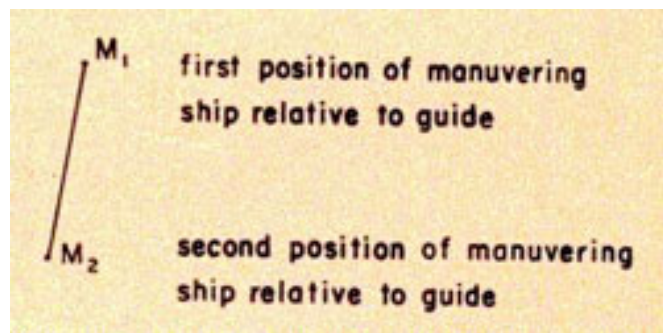 M₁ first position of manuvering
ship relative to guide
M₂ second position of manuvering
ship relative to guide